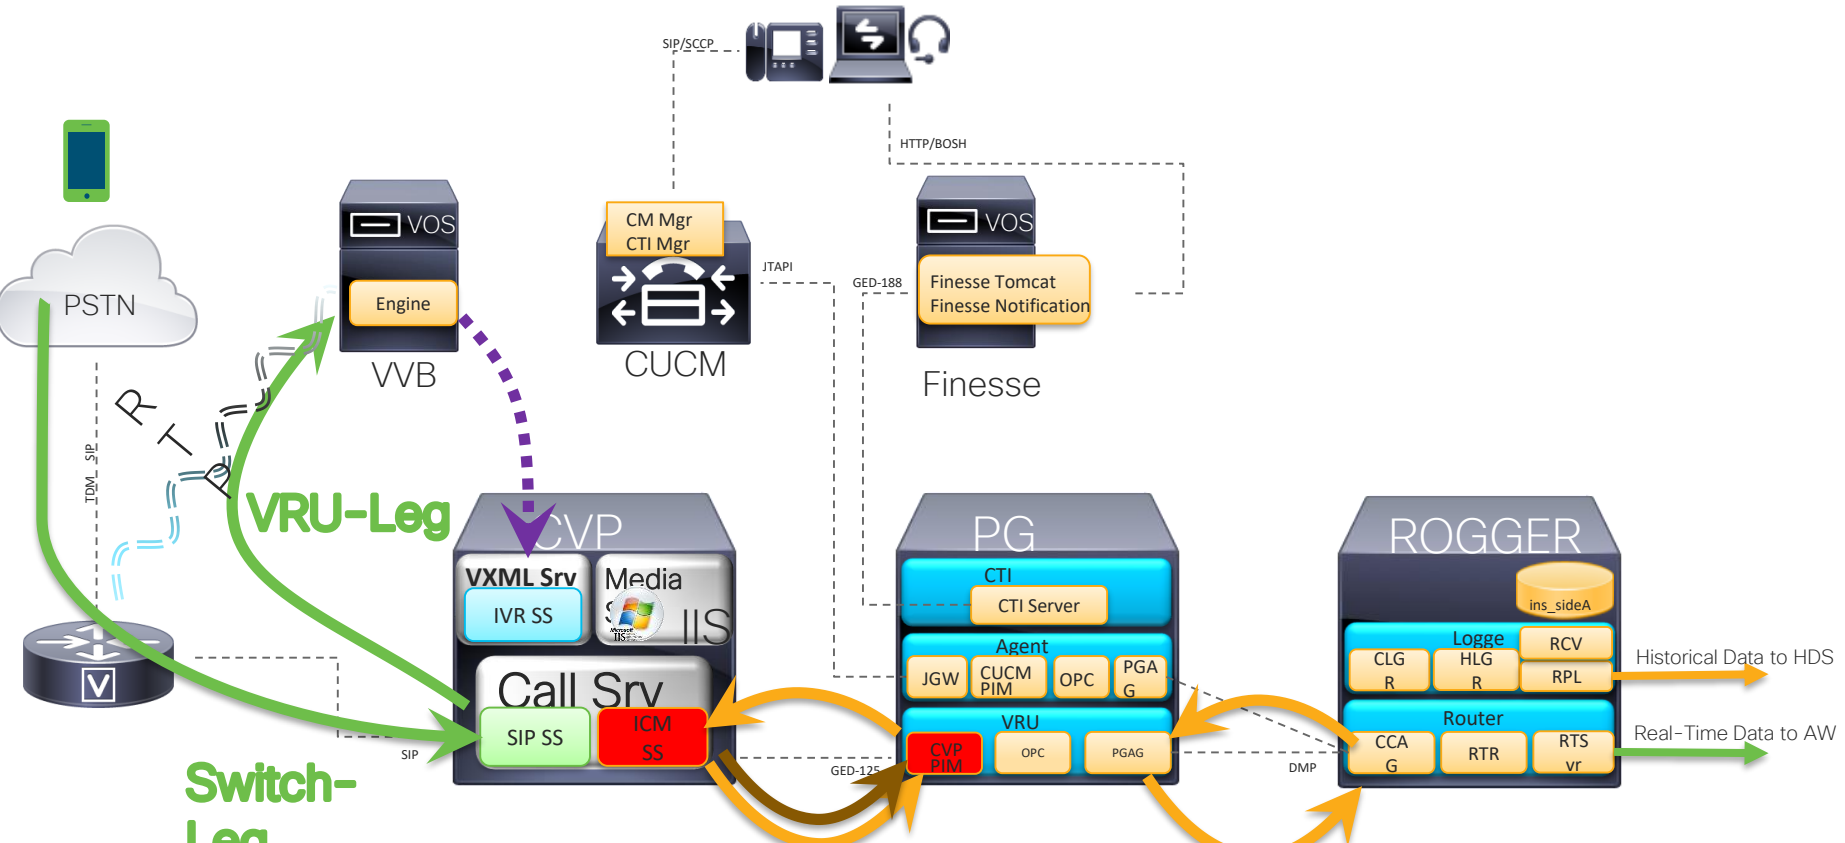 SIP/SCCP
HTTP/BOSH
VOS
CM Mgr
CTI Mgr
VOS
JTAPI
GED-188
PSTN
Engine
Finesse Tomcat
Finesse Notification
VVB
CUCM
Finesse
R
T
P
TDM SIP
VRU-Leg
CVP
PG
ROGGER
VXML Srv
Media
IVR SS
IIS
Microsoft
IIS
CTI
CTI Server
ins_sideA
Agent
JGW
CUCM
PIM
OPC
PGA
G
Logge
CLG
R
HLG
R
RCV
RPL
Historical Data to HDS
Call Srv
SIP SS
ICM
SS
VRU
CVP
PIM
OPC
PGAG
Router
CCA
G
RTR
RTS
vr
Real-Time Data to AW
SIP
GED-125
DMP
Switch-
Leg